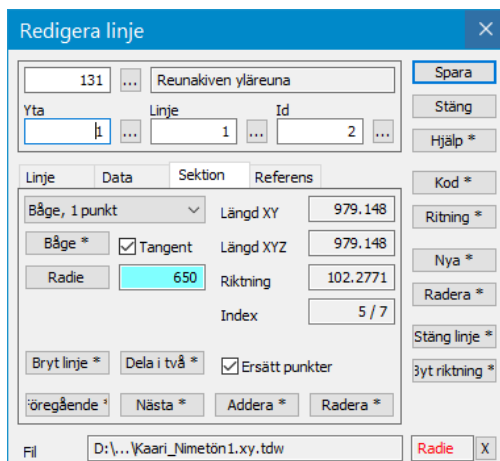 Redigera linje
131 ... Reunakiven yläreuna
Yta Linje Id
1 ... 1 ... 2 ...
Spara
Stäng
Hjälp *
Linje Data Sektion Referens
Båge, 1 punkt
Längd XY 979.148
Båge * Tangent Längd XYZ 979.148
Radie 650 Riktning 102.2771
Index 5 / 7
Kod *
Ritning *
Nya *
Radera *
Stäng linje *
Byt riktning *
Bryt linje * Dela i två * Ersätt punkter
öregående * Nästa * Addera * Radera *
Fil D:\...\Kaari_Nimetön1.xy.tdw Radie X